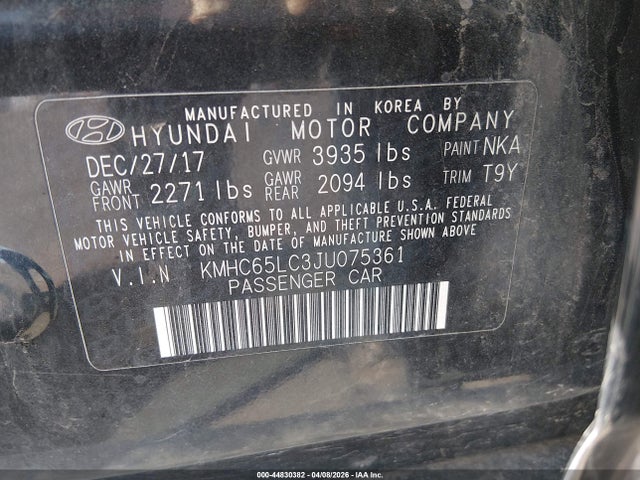 MANUFACTURED IN KOREA BY
HYUNDAI MOTOR COMPANY
DEC/27/17 GVWR 3935 lbs PAINT NKA
GAWR FRONT 2271 lbs GAWR REAR 2094 lbs TRIM T9Y
THIS VEHICLE CONFORMS TO ALL APPLICABLE U.S.A. FEDERAL
MOTOR VEHICLE SAFETY, BUMPER, AND THEFT PREVENTION STANDARDS
IN EFFECT ON THE DATE OF MANUFACTURE SHOWN ABOVE
V.I.N KMHC65LC3JU075361
PASSENGER CAR
000-44830382 - 04/08/2026 - IAA Inc.